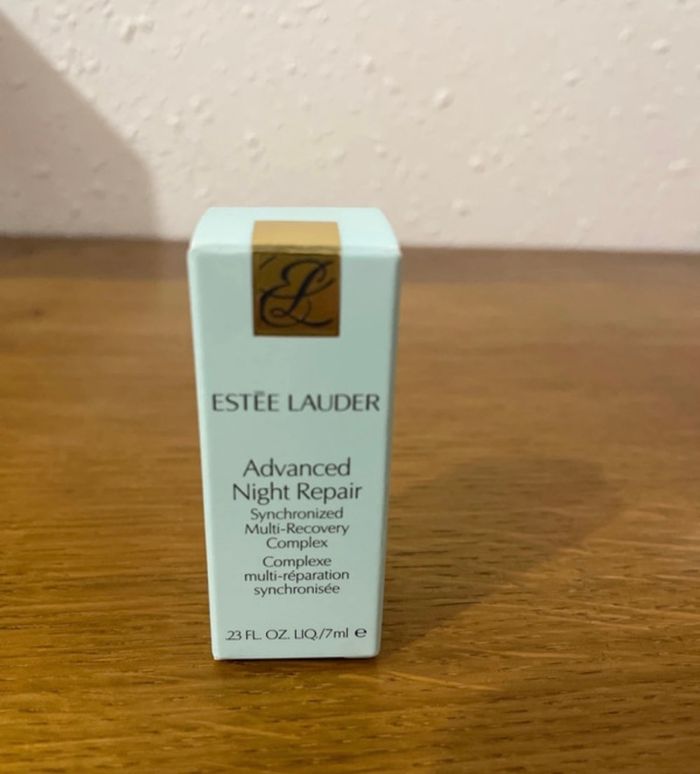 EL
ESTĒE LAUDER
Advanced
Night Repair
Synchronized
Multi-Recovery
Complex
Complexe
multi-réparation
synchronisée
.23 FL. OZ. LIQ./7ml ℮